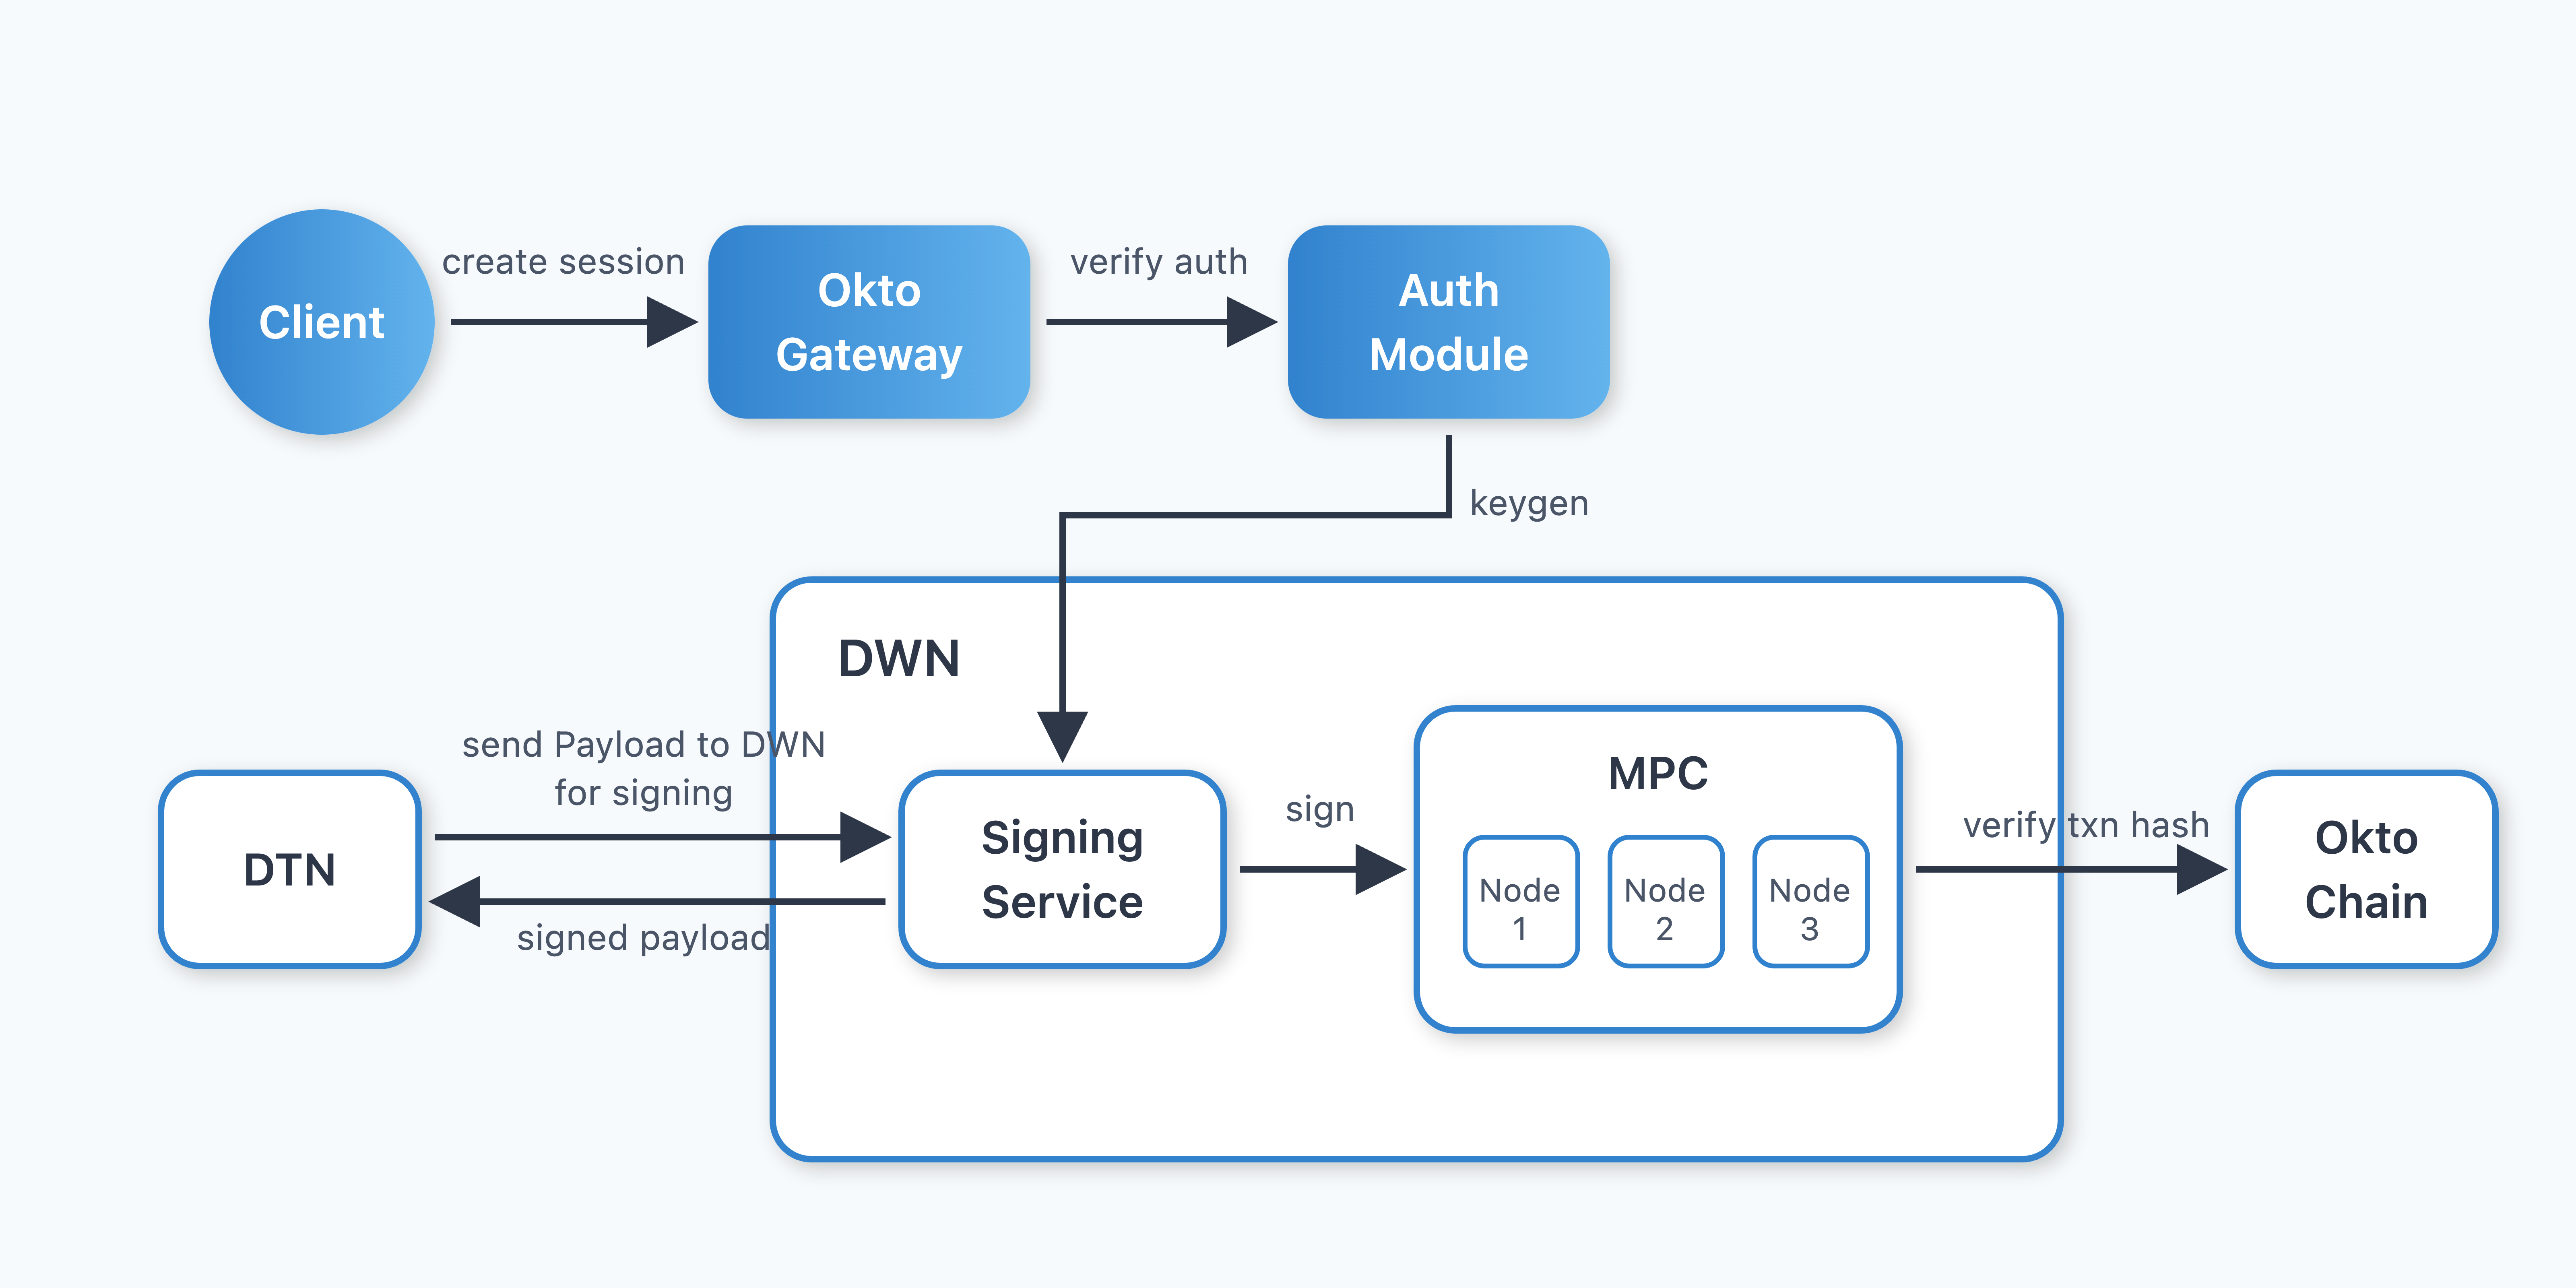 Client
create session
Okto
Gateway
verify auth
Auth
Module
keygen
DWN
send Payload to DWN
for signing
DTN
signed payload
Signing
Service
sign
MPC
Node
1
Node
2
Node
3
verify txn hash
Okto
Chain